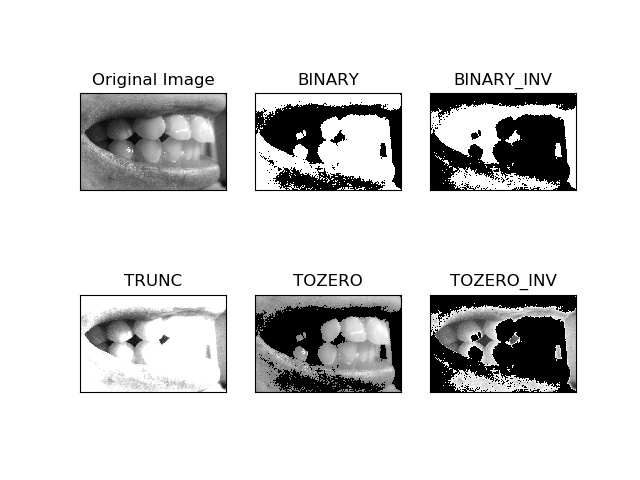 Original Image
BINARY
BINARY_INV
TRUNC
TOZERO
TOZERO_INV